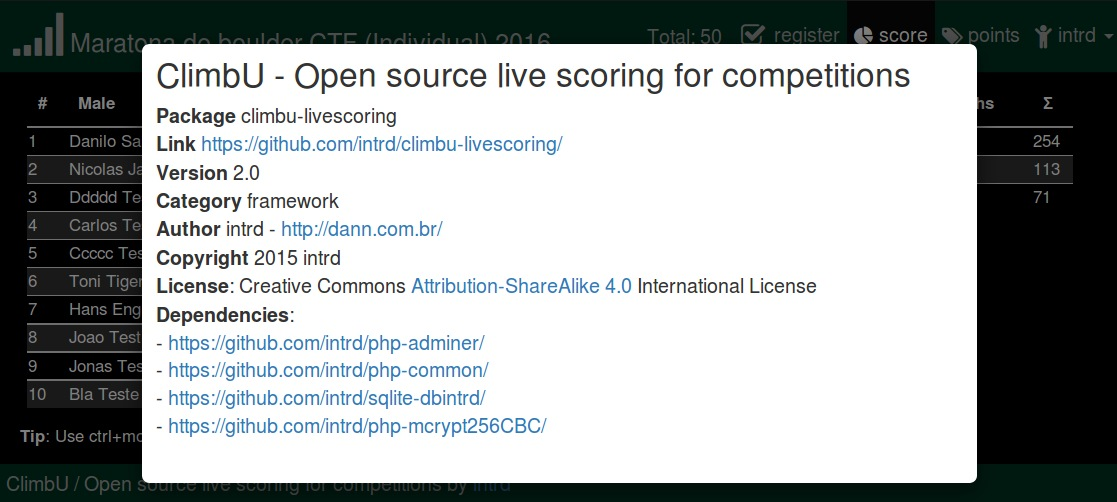 Maratona de boulder CTE (Individual) 2016 Total: 50 register score points intrd
ClimbU - Open source live scoring for competitions
Package climbu-livescoring
Link https://github.com/intrd/climbu-livescoring/
Version 2.0
Category framework
Author intrd - http://dann.com.br/
Copyright 2015 intrd
License: Creative Commons Attribution-ShareAlike 4.0 International License
Dependencies:
- https://github.com/intrd/php-adminer/
- https://github.com/intrd/php-common/
- https://github.com/intrd/sqlite-dbintrd/
- https://github.com/intrd/php-mcrypt256CBC/
# Male hs Σ
1 Danilo Sa 254
2 Nicolas Ja 113
3 Ddddd Te 71
4 Carlos Te
5 Ccccc Tes
6 Toni Tiger
7 Hans Eng
8 Joao Test
9 Jonas Tes
10 Bla Teste
Tip: Use ctrl+mo
ClimbU / Open source live scoring for competitions by intrd